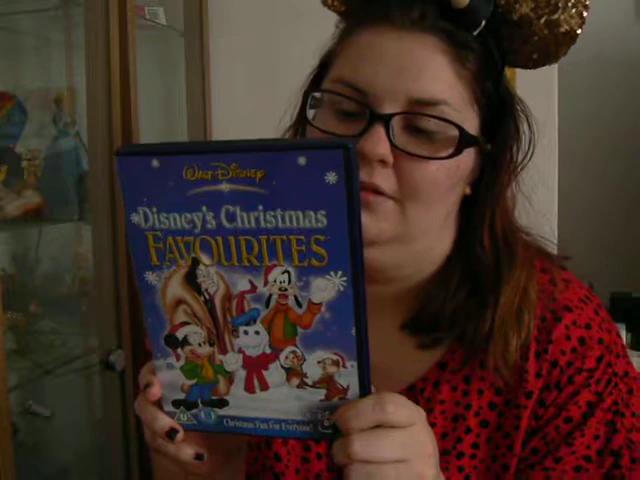 WALT DISNEY
Disney's Christmas
FAVOURITES
U
Christmas Fun For Everyone!